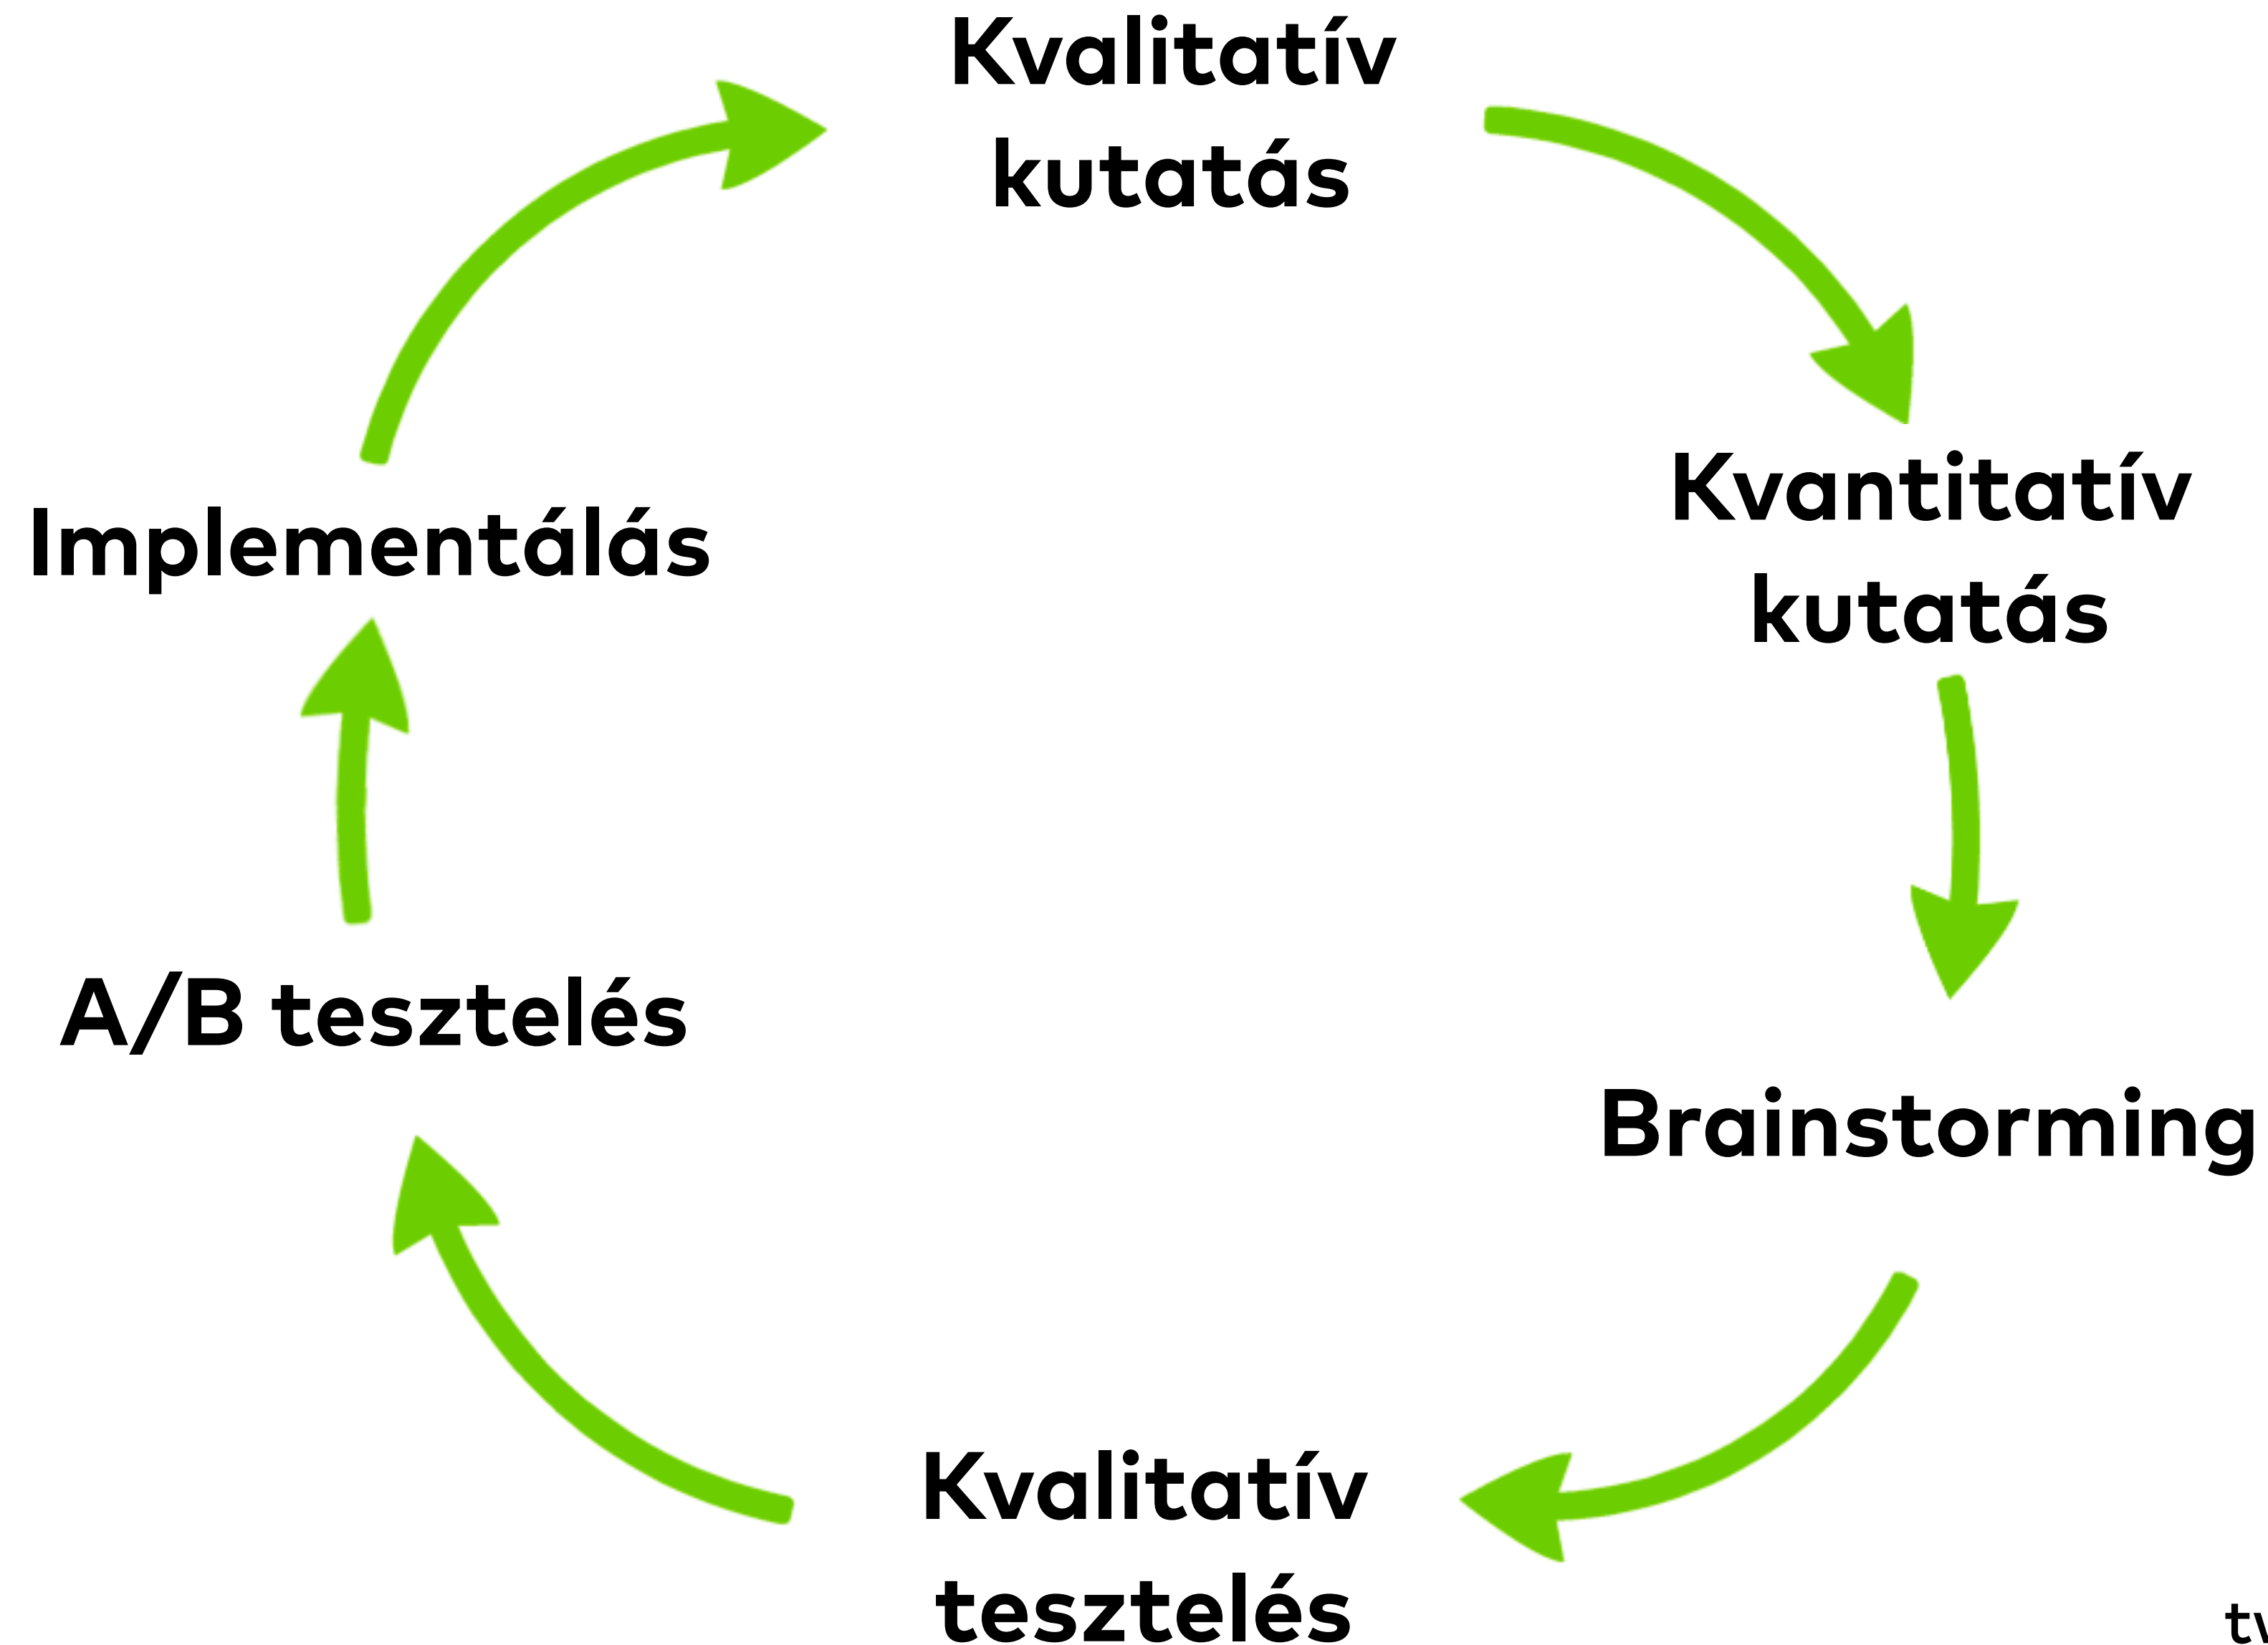 Kvalitatív
kutatás
Kvantitatív
kutatás
Brainstorming
Kvalitatív
tesztelés
A/B tesztelés
Implementálás